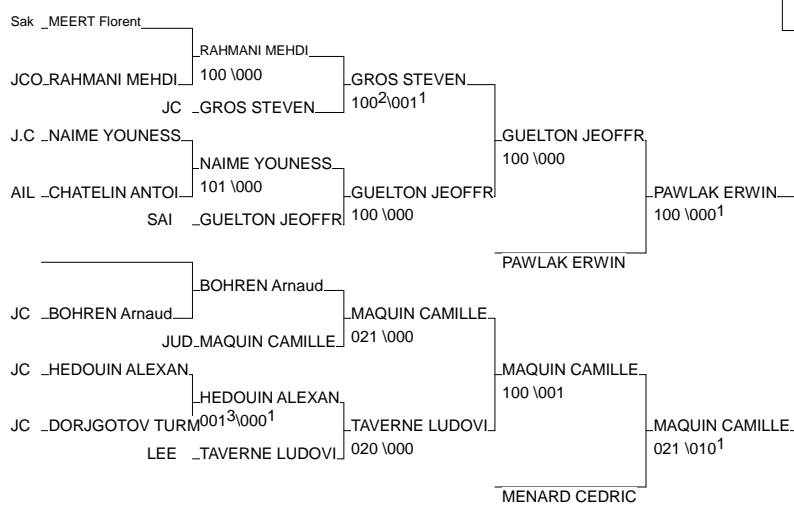 Sak MEERT Florent
RAHMANI MEHDI
100 \000
JCO RAHMANI MEHDI
GROS STEVEN
100² \001¹
JC GROS STEVEN
J.C NAIME YOUNESS
GUELTON JEOFFR
100 \000
NAIME YOUNESS
101 \000
AIL CHATELIN ANTOI
GUELTON JEOFFR
100 \000
PAWLAK ERWIN
100 \000¹
SAI GUELTON JEOFFR
PAWLAK ERWIN
BOHREN Arnaud
JC BOHREN Arnaud
MAQUIN CAMILLE
021 \000
JUD MAQUIN CAMILLE
JC HEDOUIN ALEXAN
MAQUIN CAMILLE
100 \001
HEDOUIN ALEXAN
001³\000¹
JC DORJGOTOV TURM
TAVERNE LUDOVI
020 \000
MAQUIN CAMILLE
021 \010¹
LEE TAVERNE LUDOVI
MENARD CEDRIC